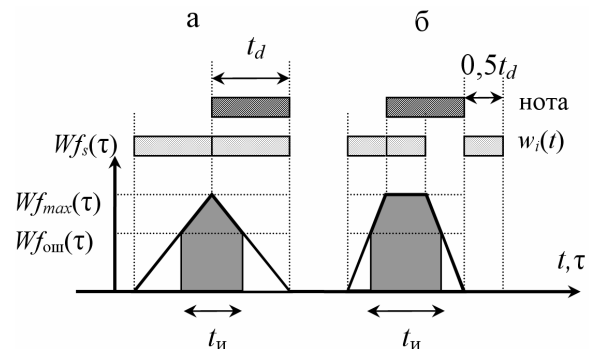 а б
t_d 0,5t_d
нота
Wf_s(τ) w_i(t)
Wf_max(τ)
Wf_ош(τ)
t,τ
t_и t_и